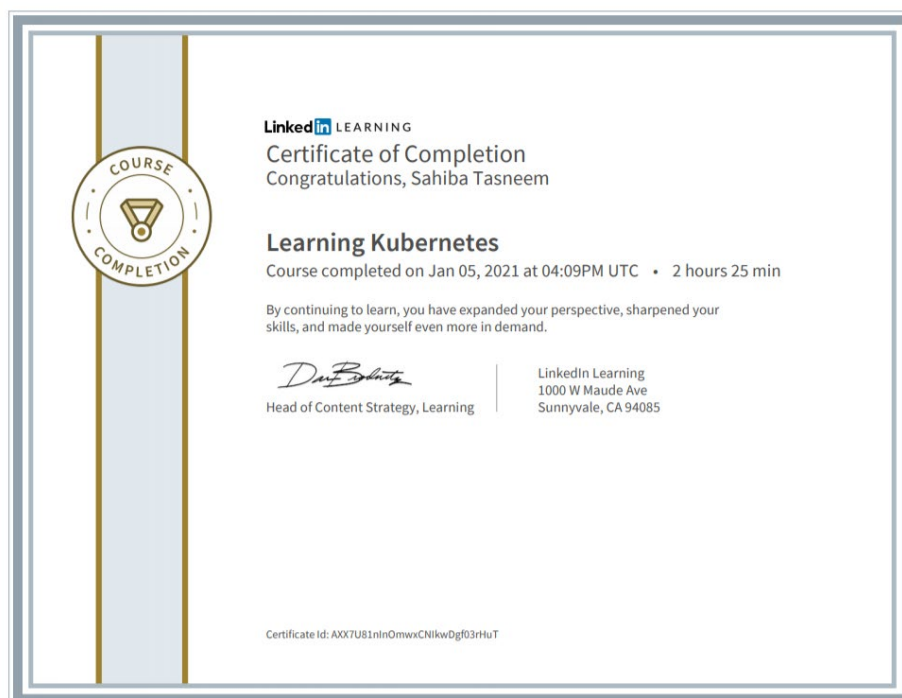 COURSE
COMPLETION
Linked in LEARNING
Certificate of Completion
Congratulations, Sahiba Tasneem
Learning Kubernetes
Course completed on Jan 05, 2021 at 04:09PM UTC • 2 hours 25 min
By continuing to learn, you have expanded your perspective, sharpened your
skills, and made yourself even more in demand.
Head of Content Strategy, Learning
LinkedIn Learning
1000 W Maude Ave
Sunnyvale, CA 94085
Certificate Id: AXX7U81nInOmwxCNIkwDgf03rHuT